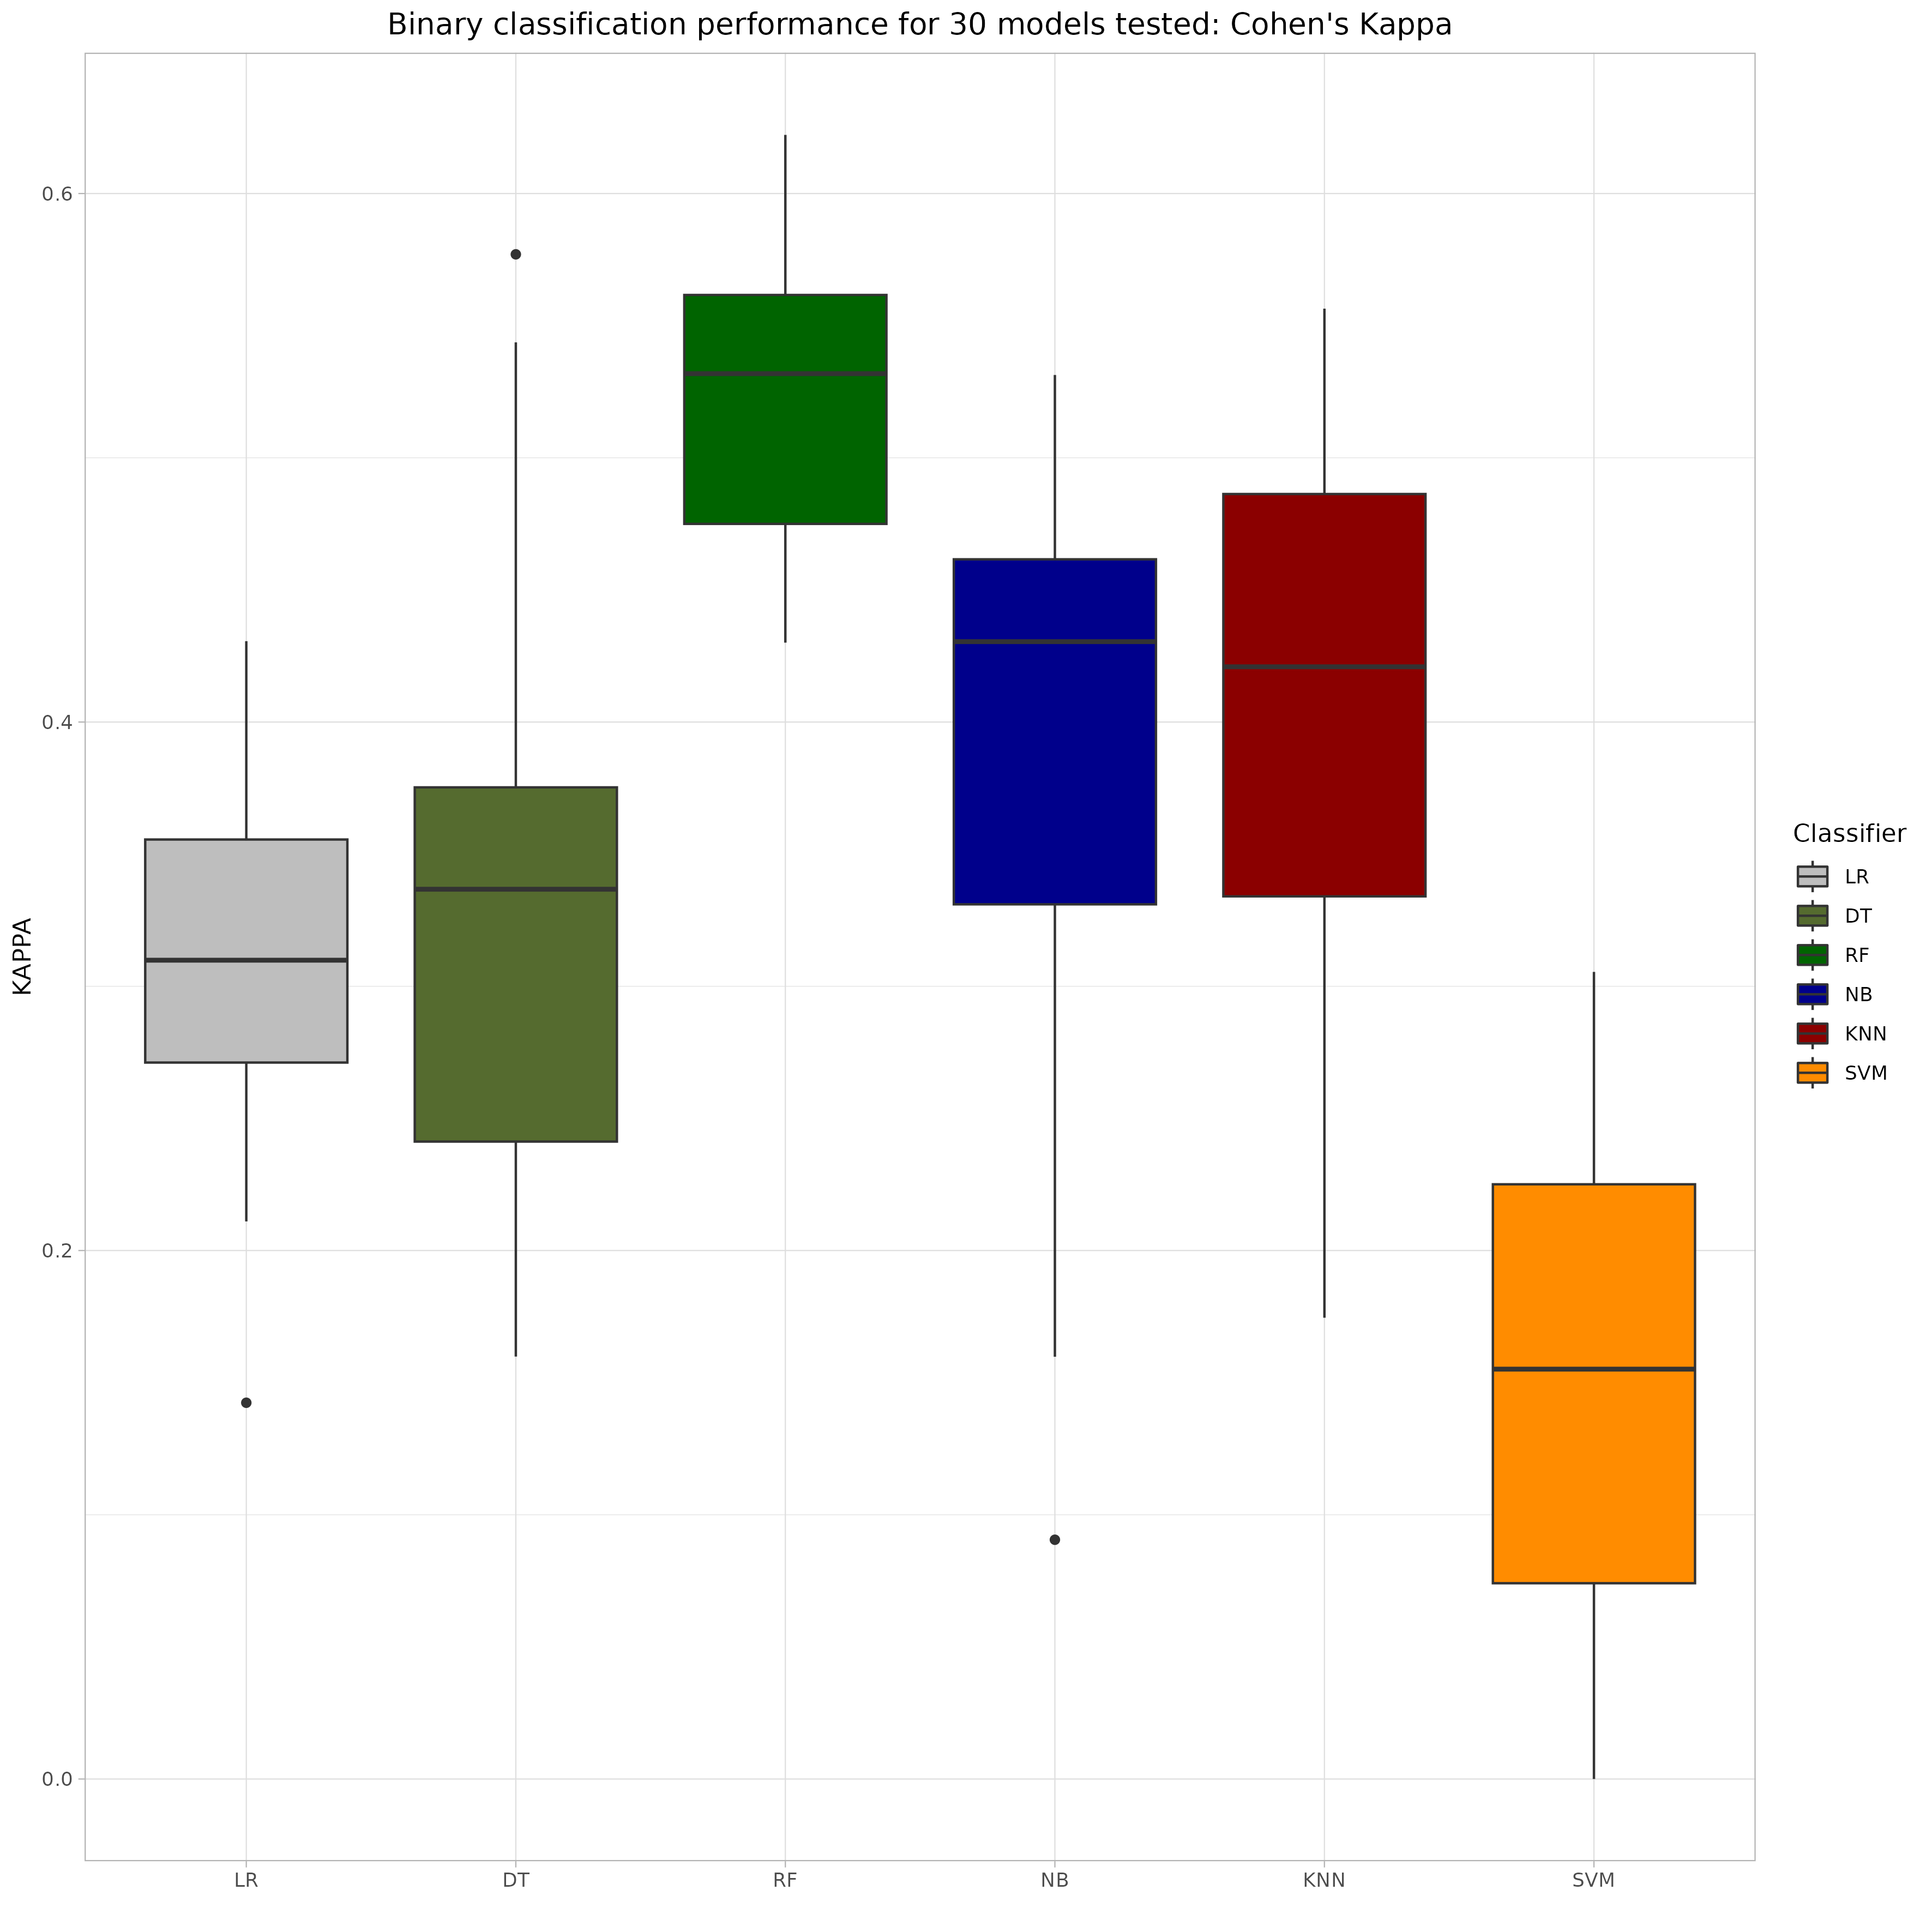 Binary classification performance for 30 models tested: Cohen's Kappa
0.6
0.4
0.2
0.0
KAPPA
LR
DT
RF
NB
KNN
SVM
Classifier
LR
DT
RF
NB
KNN
SVM